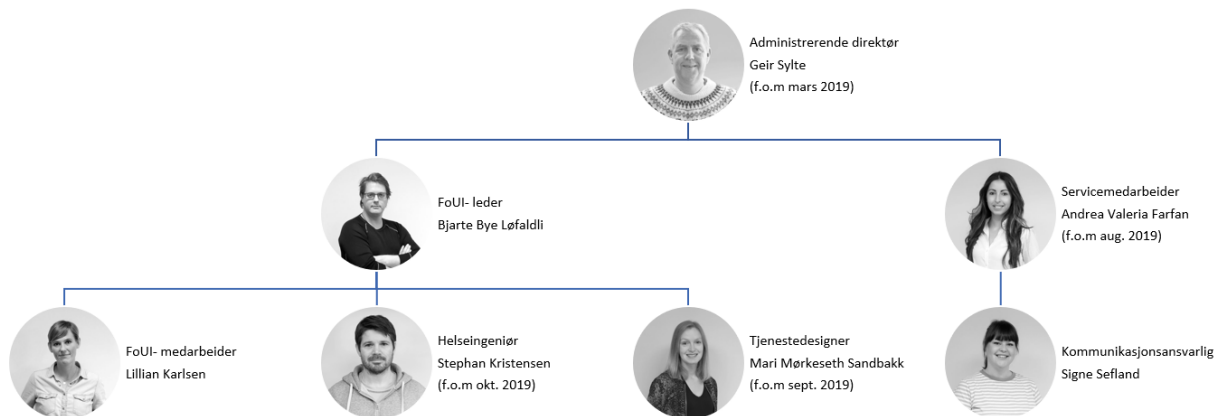 Administrerende direktør
Geir Sylte
(f.o.m mars 2019)
FoUI- leder
Bjarte Bye Løfaldli
Servicemedarbeider
Andrea Valeria Farfan
(f.o.m aug. 2019)
FoUI- medarbeider
Lillian Karlsen
Helseingeniør
Stephan Kristensen
(f.o.m okt. 2019)
Tjenestedesigner
Mari Mørkeseth Sandbakk
(f.o.m sept. 2019)
Kommunikasjonsansvarlig
Signe Sefland